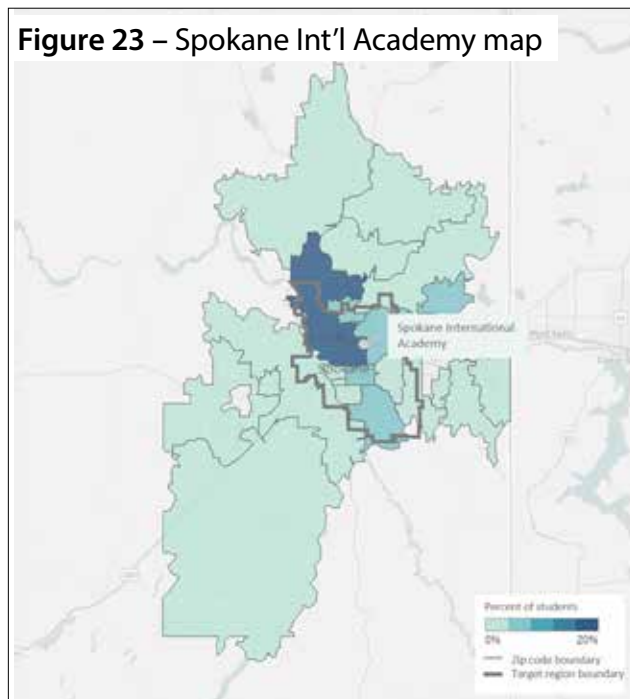 Figure 23 – Spokane Int'l Academy map
Spokane International
Academy
Percent of students
0% 20%
Zip code boundary
Target region boundary